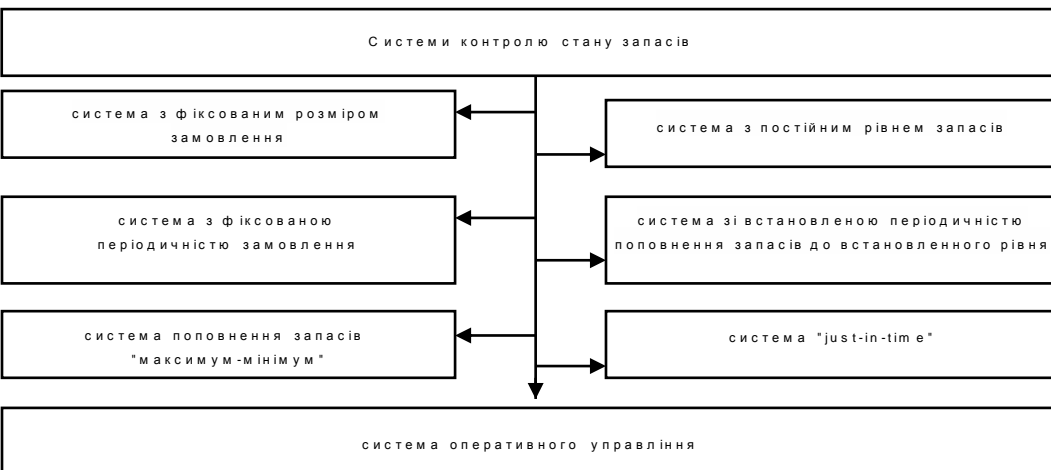 Системи контролю стану запасів
система з фіксованим розміром
замовлення
система з постійним рівнем запасів
система з фіксованою
періодичністю замовлення
система зі встановленою періодичністю
поповнення запасів до встановленного рівня
система поповнення запасів
"максимум-мінімум"
система "just-in-time"
система оперативного управління